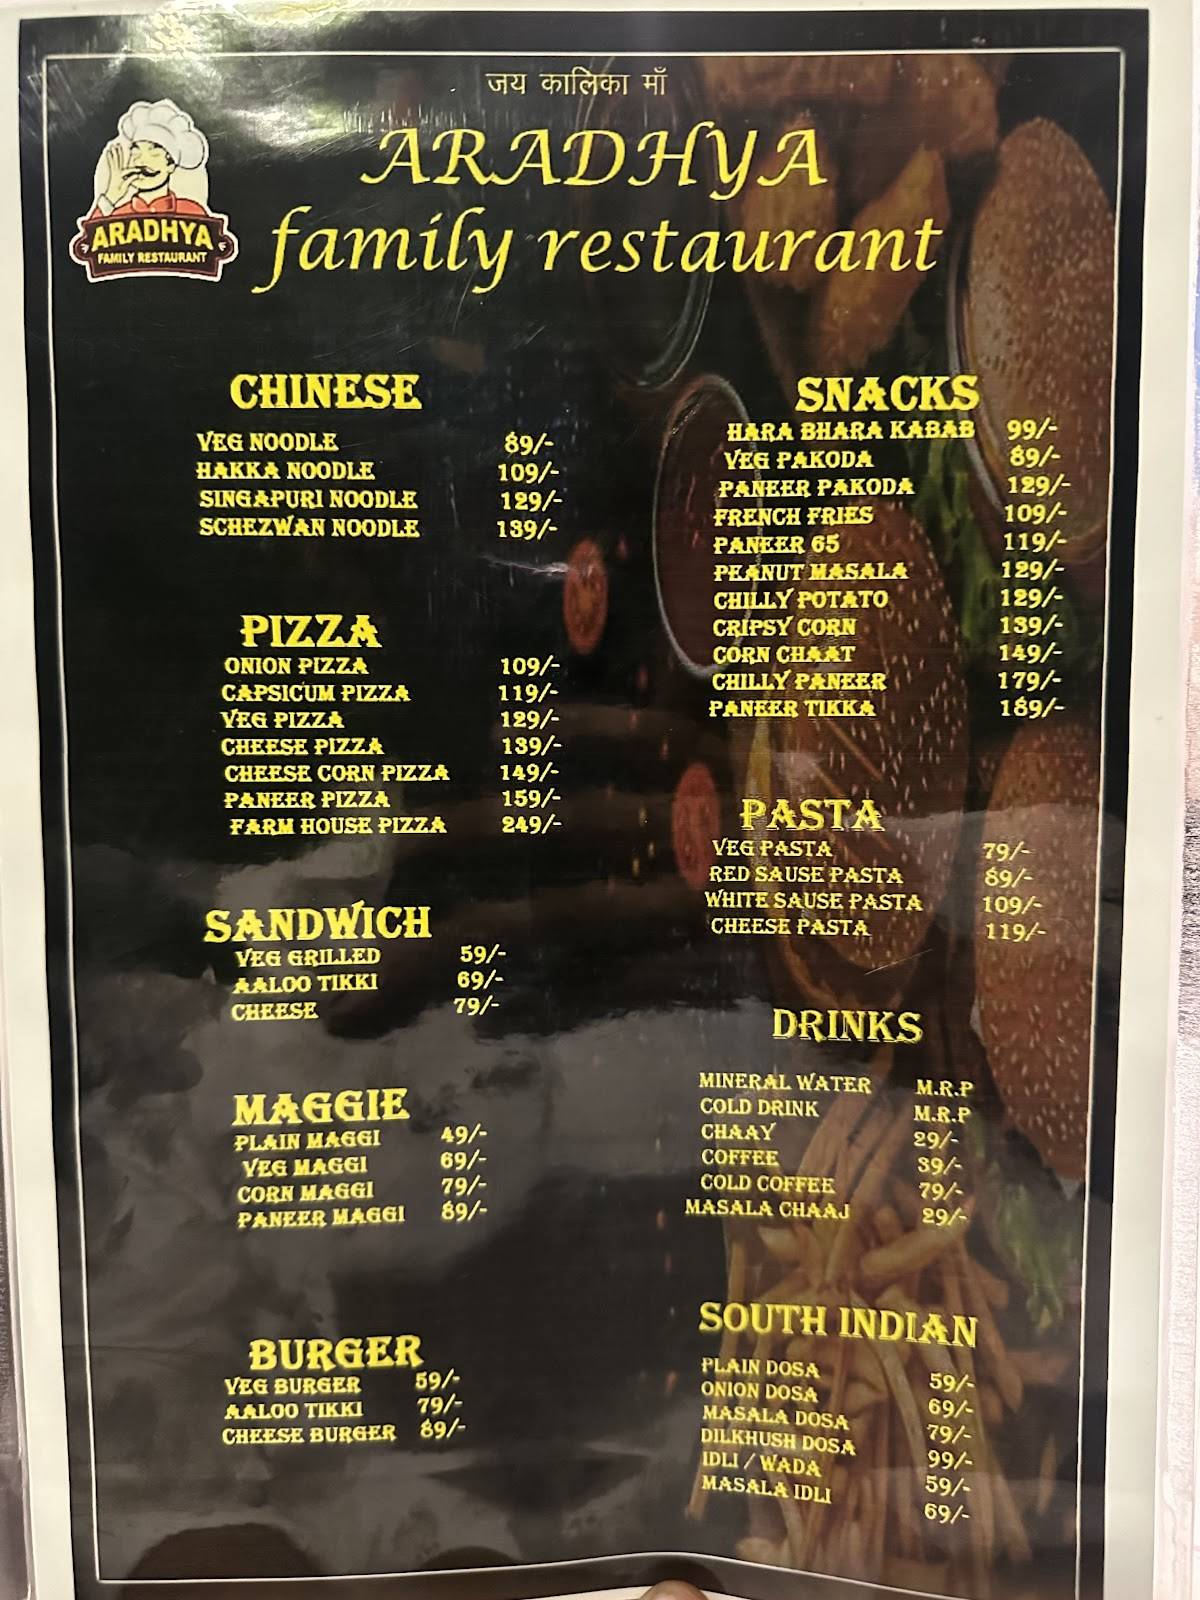 जय कालिका माँ
ARADHYA
family restaurant
ARADHYA
FAMILY RESTAURANT
CHINESE
VEG NOODLE 89/-
HAKKA NOODLE 109/-
SINGAPURI NOODLE 129/-
SCHEZWAN NOODLE 139/-
PIZZA
ONION PIZZA 109/-
CAPSICUM PIZZA 119/-
VEG PIZZA 129/-
CHEESE PIZZA 139/-
CHEESE CORN PIZZA 149/-
PANEER PIZZA 159/-
FARM HOUSE PIZZA 249/-
SANDWICH
VEG GRILLED 59/-
AALOO TIKKI 69/-
CHEESE 79/-
MAGGIE
PLAIN MAGGI 49/-
VEG MAGGI 69/-
CORN MAGGI 79/-
PANEER MAGGI 89/-
BURGER
VEG BURGER 59/-
AALOO TIKKI 79/-
CHEESE BURGER 89/-
SNACKS
HARA BHARA KABAB 99/-
VEG PAKODA 89/-
PANEER PAKODA 129/-
FRENCH FRIES 109/-
PANEER 65 119/-
PEANUT MASALA 129/-
CHILLY POTATO 129/-
CRIPSY CORN 139/-
CORN CHAAT 149/-
CHILLY PANEER 179/-
PANEER TIKKA 189/-
PASTA
VEG PASTA 79/-
RED SAUSE PASTA 89/-
WHITE SAUSE PASTA 109/-
CHEESE PASTA 119/-
DRINKS
MINERAL WATER M.R.P
COLD DRINK M.R.P
CHAAY 29/-
COFFEE 39/-
COLD COFFEE 79/-
MASALA CHAAJ 29/-
SOUTH INDIAN
PLAIN DOSA 59/-
ONION DOSA 69/-
MASALA DOSA 79/-
DILKHUSH DOSA 99/-
IDLI / WADA 59/-
MASALA IDLI 69/-